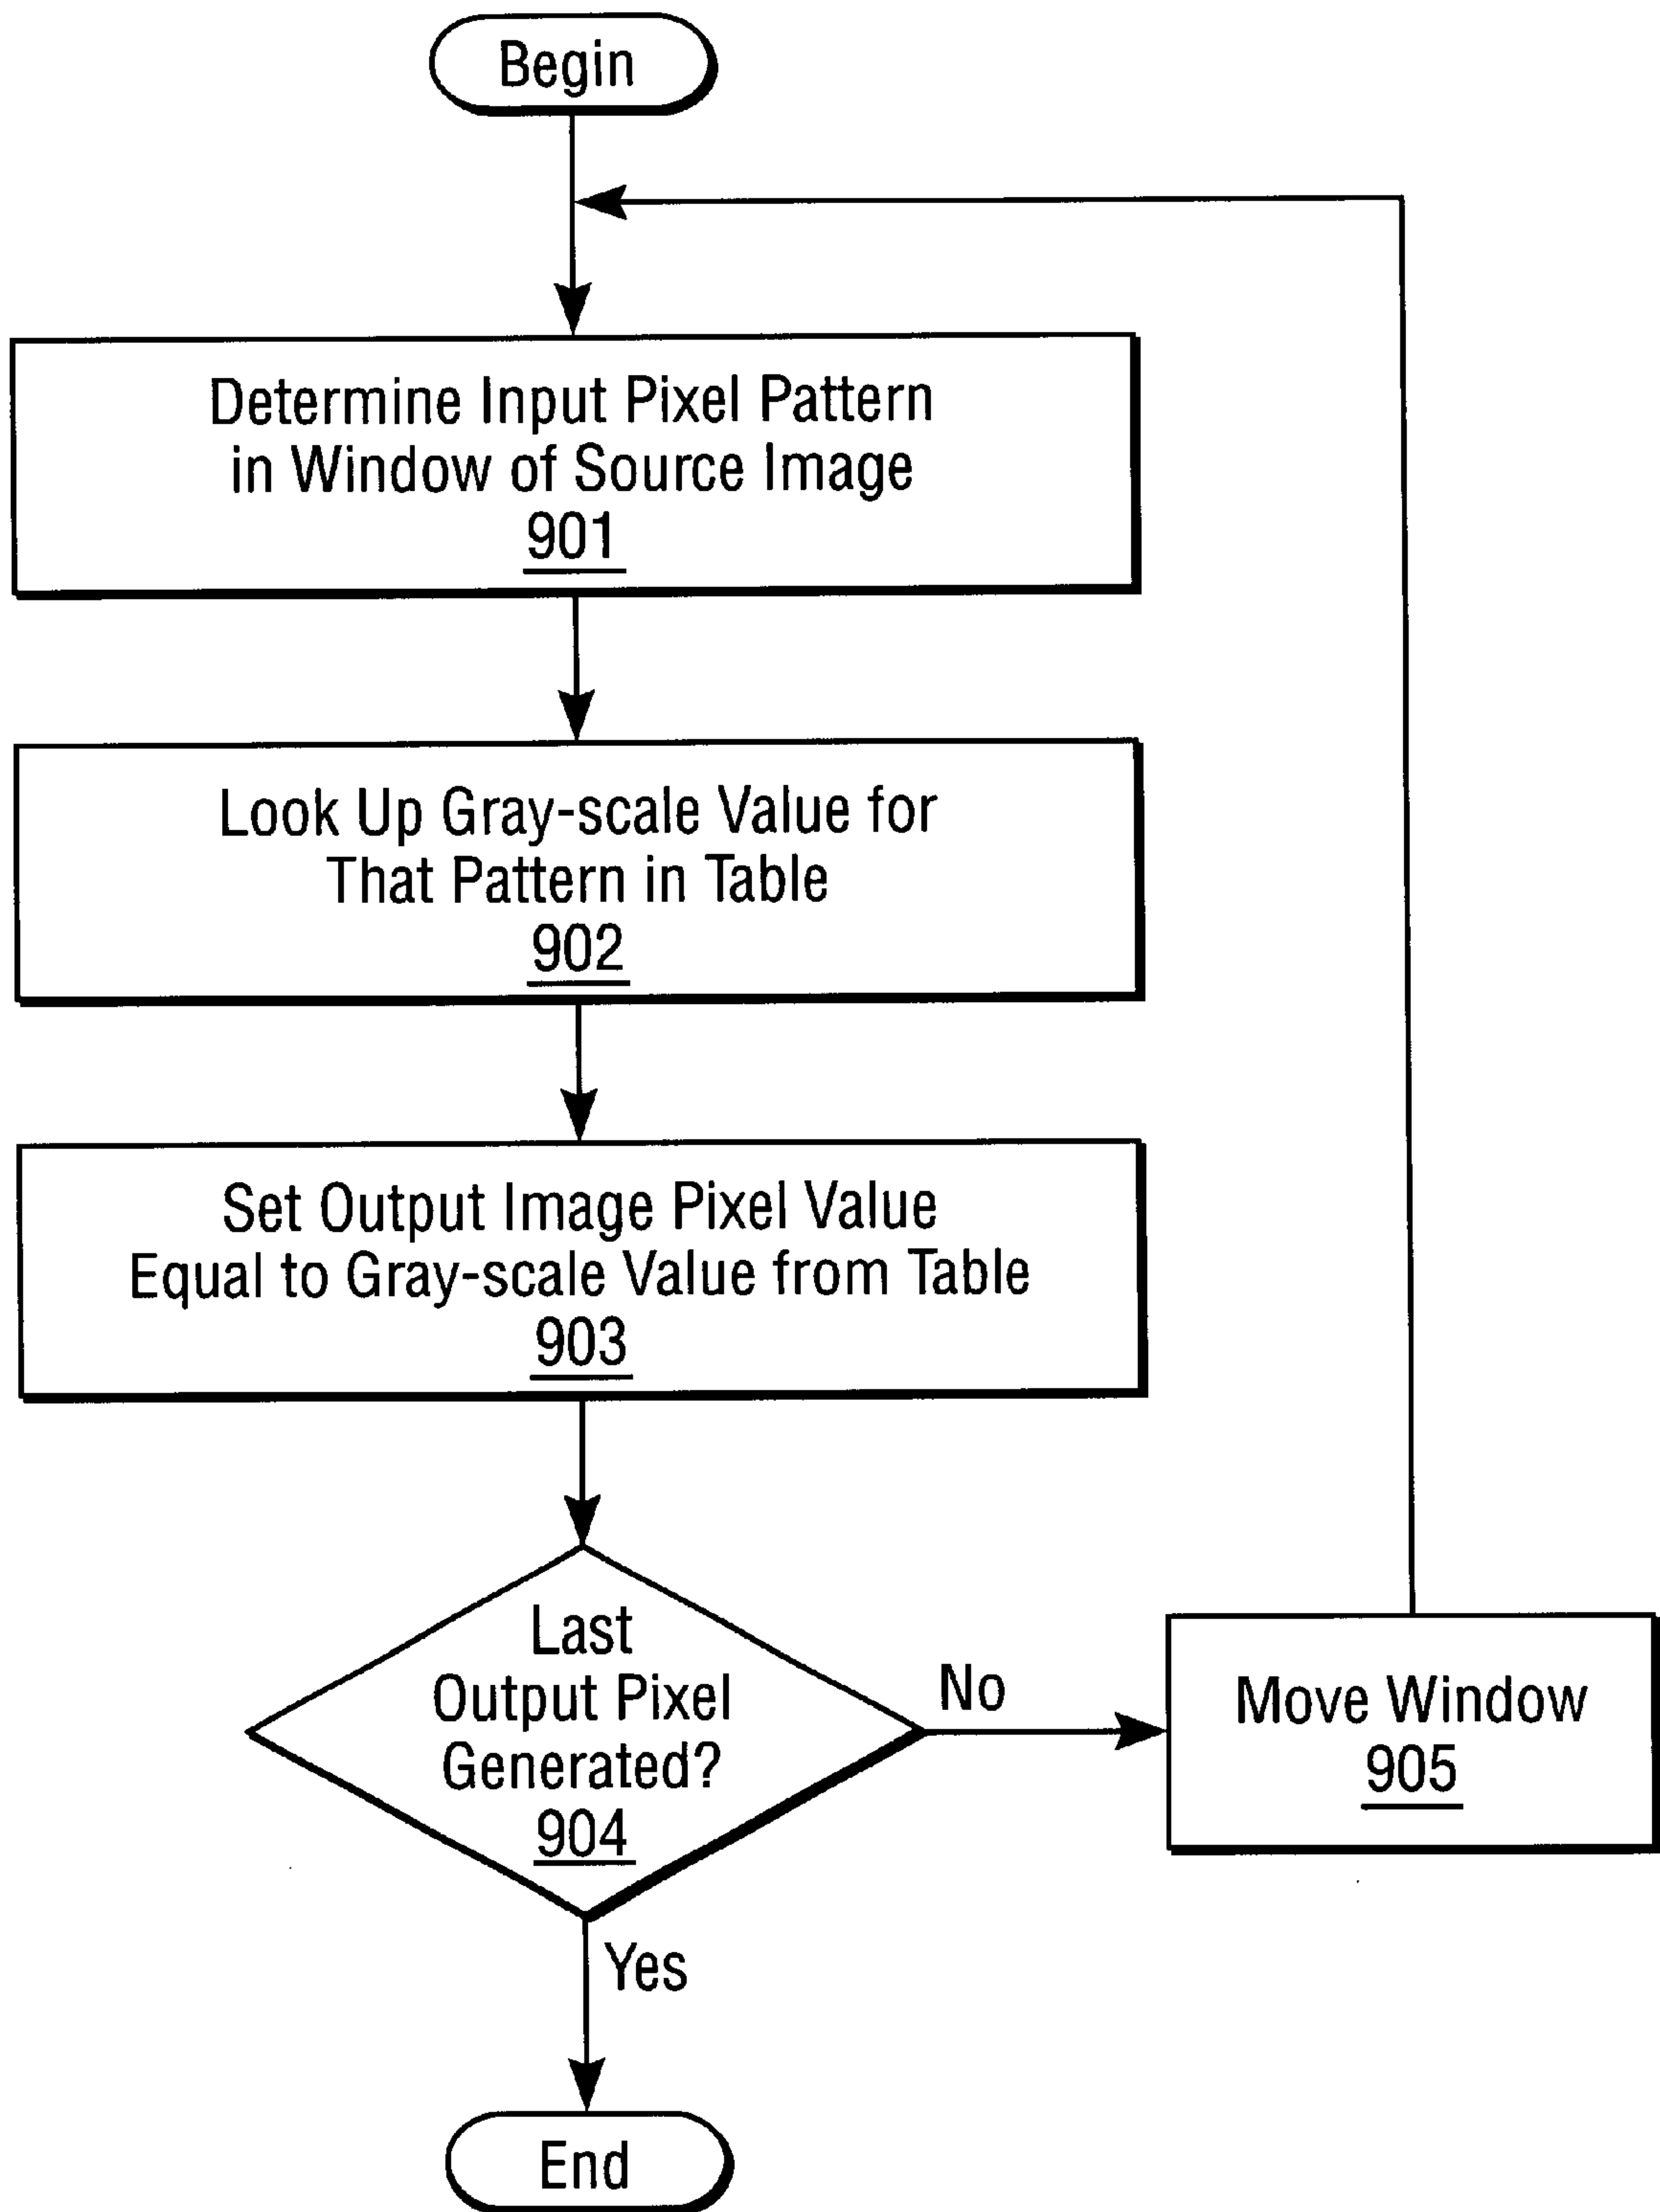 Begin
Determine Input Pixel Pattern
in Window of Source Image
901
Look Up Gray-scale Value for
That Pattern in Table
902
Set Output Image Pixel Value
Equal to Gray-scale Value from Table
903
Last
Output Pixel
Generated?
904
No
Move Window
905
Yes
End